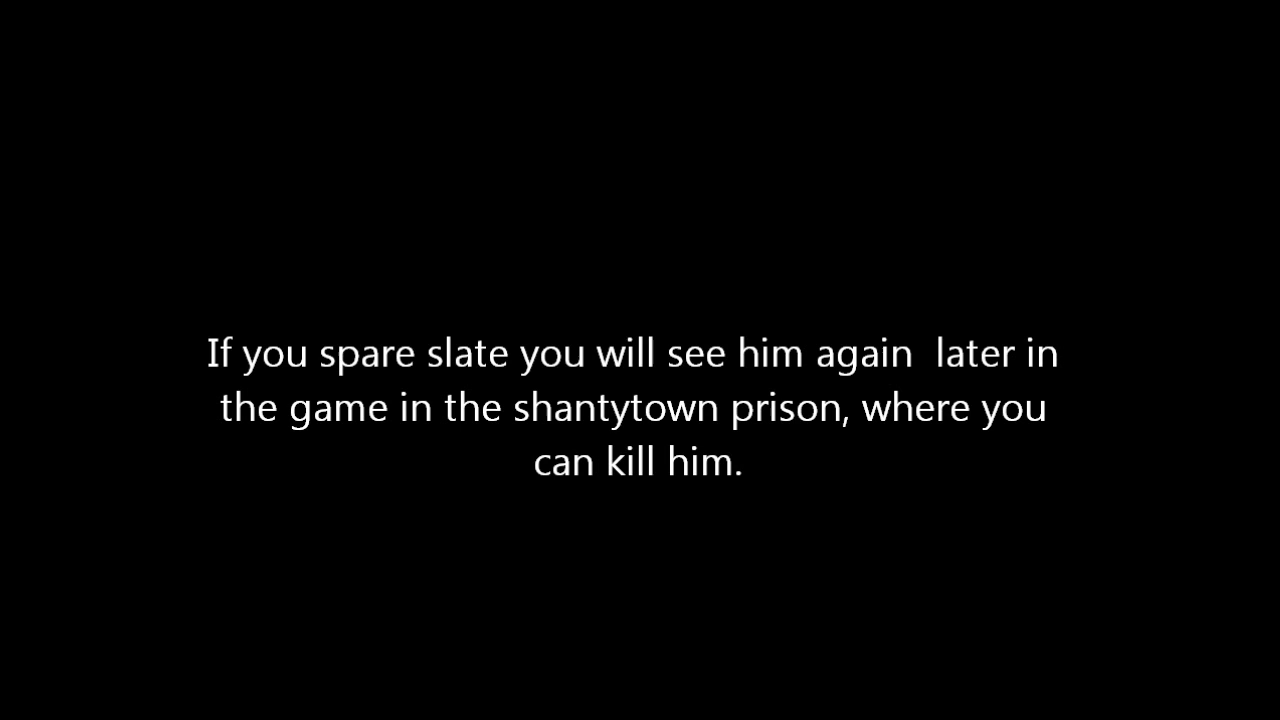 If you spare slate you will see him again  later in
the game in the shantytown prison, where you
can kill him.